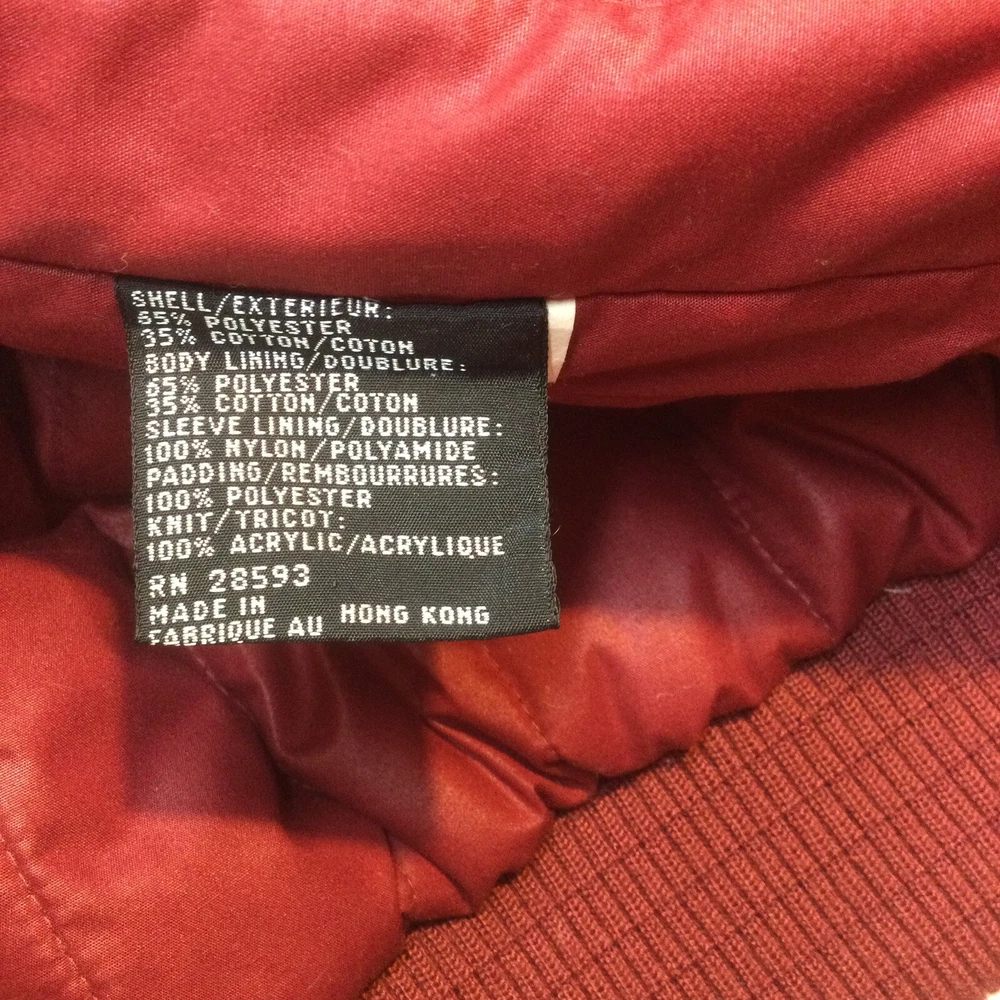 SHELL/EXTERIEUR:
65% POLYESTER
35% COTTON/COTON
BODY LINING/DOUBLURE:
65% POLYESTER
35% COTTON/COTON
SLEEVE LINING/DOUBLURE:
100% NYLON/POLYAMIDE
PADDING/REMBOURRURES:
100% POLYESTER
KNIT/TRICOT:
100% ACRYLIC/ACRYLIQUE
RN 28593
MADE IN HONG KONG
FABRIQUE AU